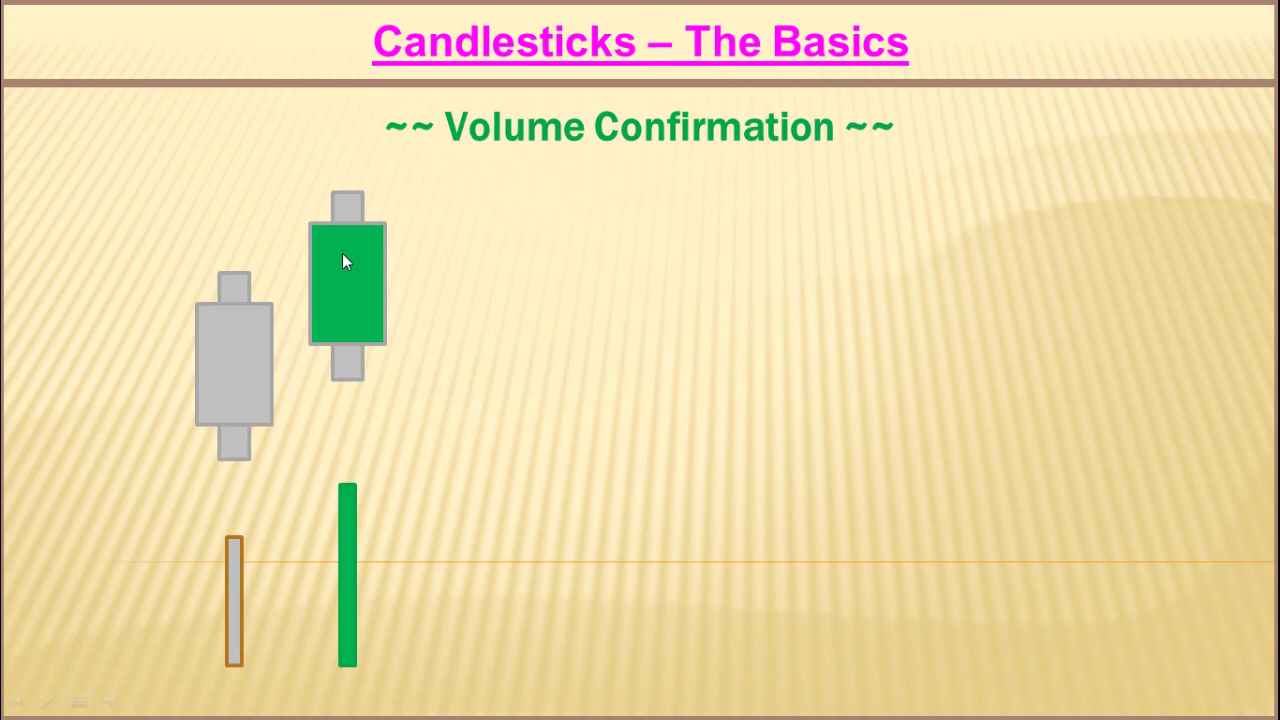 Candlesticks – The Basics
~~ Volume Confirmation ~~